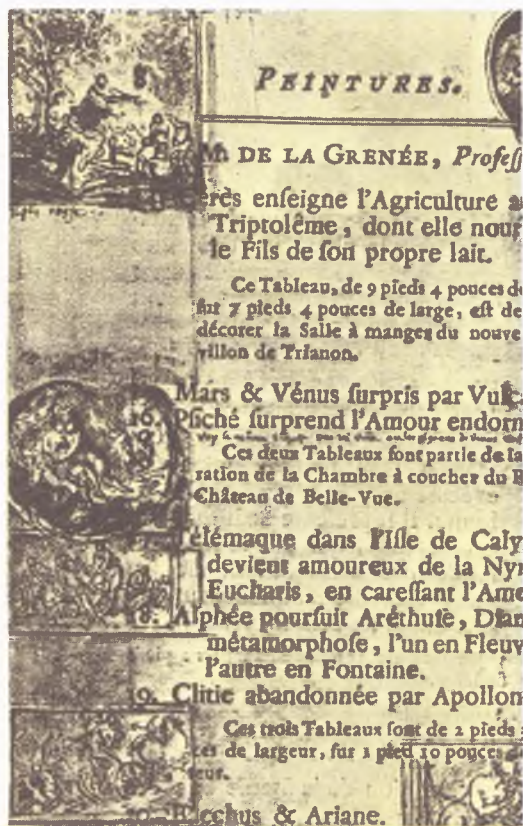 PEINTURES.
M. DE LA GRENÉE, Profeſſ
érès enſeigne l'Agriculture a
Triptolême, dont elle nour
le Fils de ſon propre lait.
Ce Tableau, de 9 pieds 4 pouces de
ſur 7 pieds 4 pouces de large, eſt de
décorer la Salle à manger du nouve
villon de Trianon.
Mars & Vénus ſurpris par Vulca
16. Pſiché ſurprend l'Amour endorm
Ces deux Tableaux font partie de la
ration de la Chambre à coucher du R
Château de Belle-Vue.
Télémaque dans l'Iſle de Caly
devient amoureux de la Nym
Eucharis, en careſſant l'Amo
18. Alphée pourſuit Aréthuſe, Dian
métamorphoſe, l'un en Fleuv
l'autre en Fontaine.
19. Clitie abandonnée par Apollon
Ces trois Tableaux ſont de 2 pieds
ces de largeur, ſur 1 pied 10 pouces
teur.
Bacchus & Ariane.